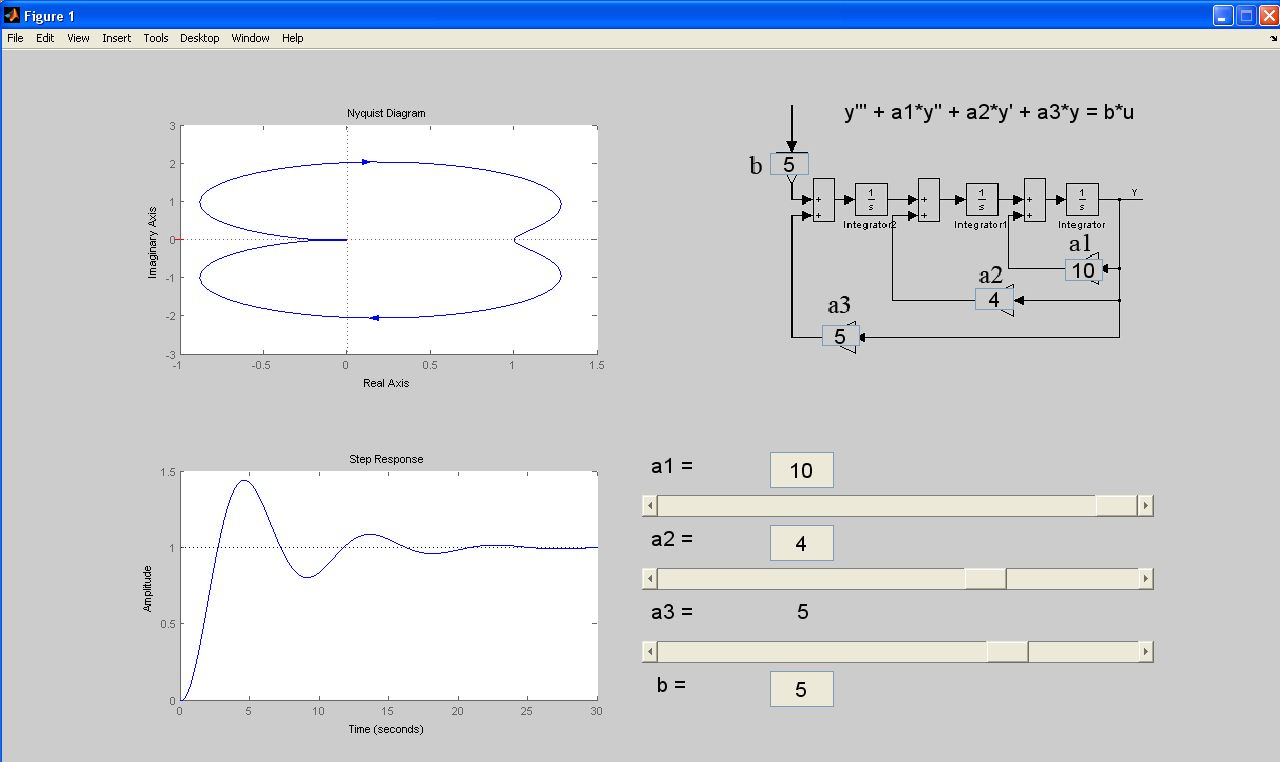 Figure 1
File Edit View Insert Tools Desktop Window Help
Nyquist Diagram
3
2
1
0
-1
-2
-3
-1 -0.5 0 0.5 1 1.5
Imaginary Axis
Real Axis
y''' + a1*y'' + a2*y' + a3*y = b*u
b 5
+ +
1 s
Integrator2
+ +
1 s
Integrator1
+ +
1 s
Integrator
Y
a1
10
a2
4
a3
5
Step Response
1.5
1
0.5
0
0 5 10 15 20 25 30
Amplitude
Time (seconds)
a1 = 10
a2 = 4
a3 = 5
b = 5